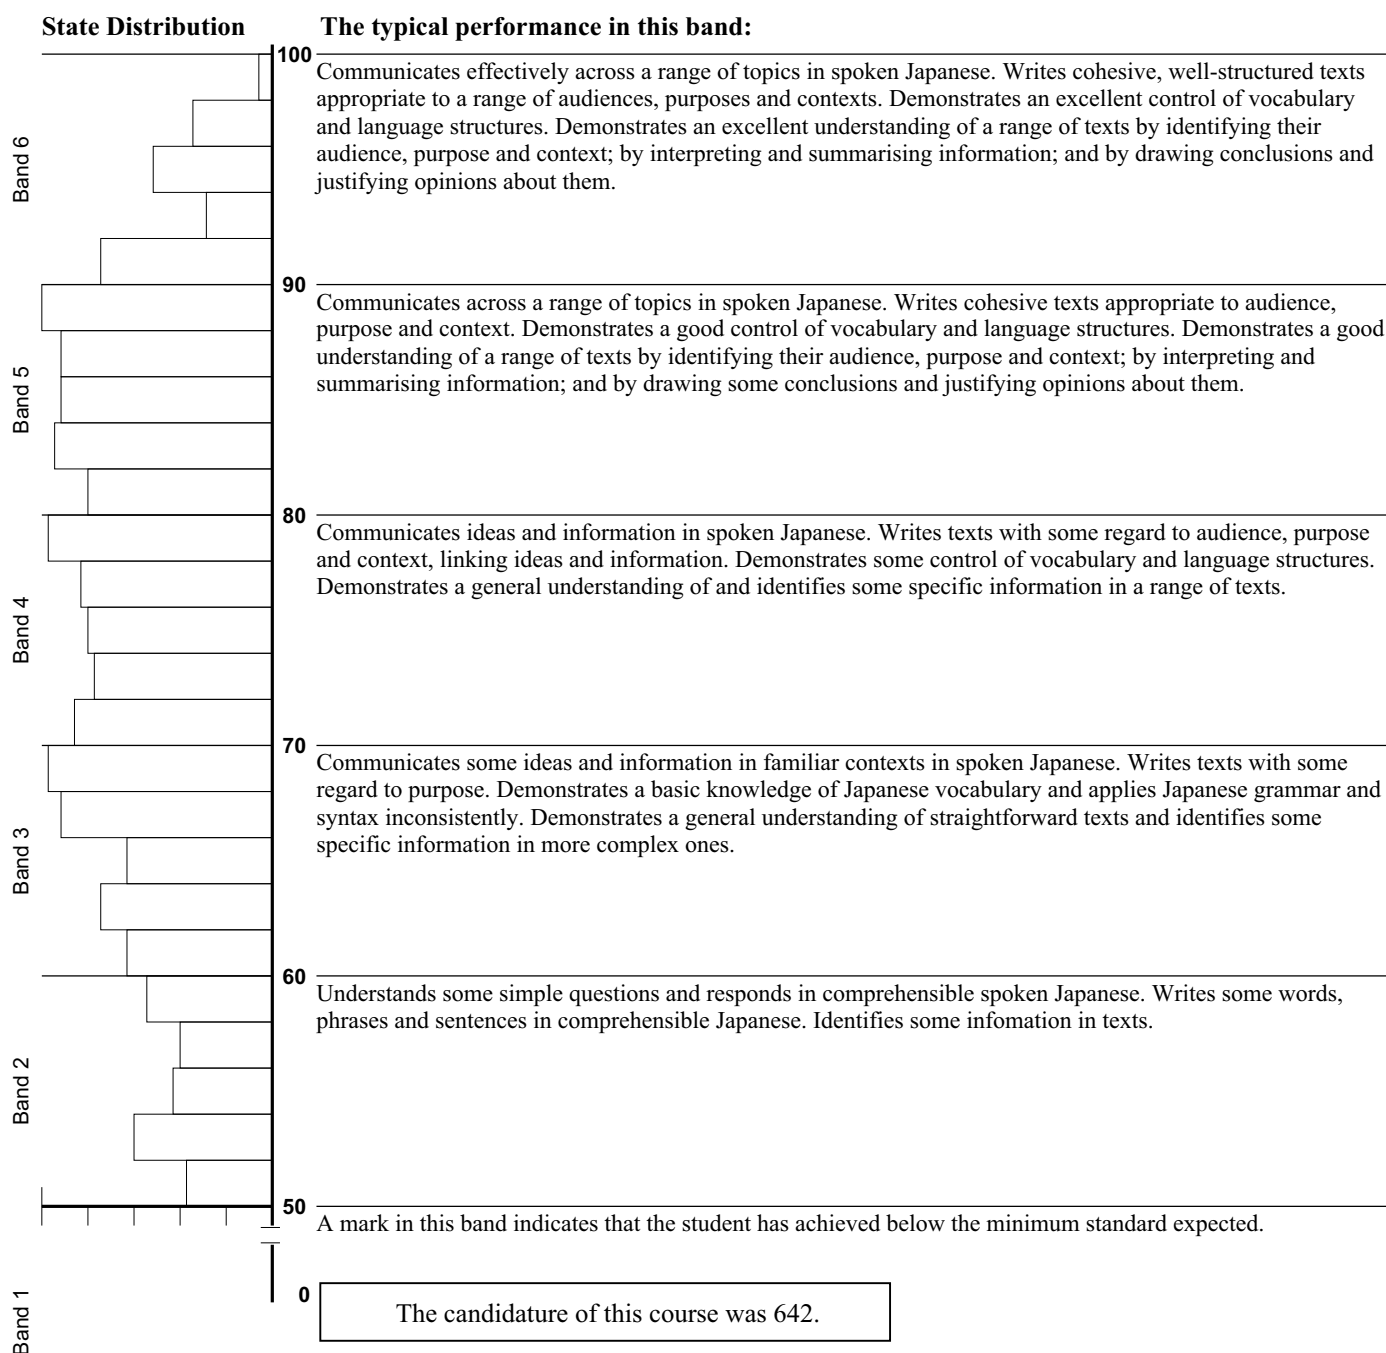 State Distribution
The typical performance in this band:
100
Communicates effectively across a range of topics in spoken Japanese. Writes cohesive, well-structured texts
appropriate to a range of audiences, purposes and contexts. Demonstrates an excellent control of vocabulary
and language structures. Demonstrates an excellent understanding of a range of texts by identifying their
audience, purpose and context; by interpreting and summarising information; and by drawing conclusions and
justifying opinions about them.
Band 6
90
Communicates across a range of topics in spoken Japanese. Writes cohesive texts appropriate to audience,
purpose and context. Demonstrates a good control of vocabulary and language structures. Demonstrates a good
understanding of a range of texts by identifying their audience, purpose and context; by interpreting and
summarising information; and by drawing some conclusions and justifying opinions about them.
Band 5
80
Communicates ideas and information in spoken Japanese. Writes texts with some regard to audience, purpose
and context, linking ideas and information. Demonstrates some control of vocabulary and language structures.
Demonstrates a general understanding of and identifies some specific information in a range of texts.
Band 4
70
Communicates some ideas and information in familiar contexts in spoken Japanese. Writes texts with some
regard to purpose. Demonstrates a basic knowledge of Japanese vocabulary and applies Japanese grammar and
syntax inconsistently. Demonstrates a general understanding of straightforward texts and identifies some
specific information in more complex ones.
Band 3
60
Understands some simple questions and responds in comprehensible spoken Japanese. Writes some words,
phrases and sentences in comprehensible Japanese. Identifies some infomation in texts.
Band 2
50
A mark in this band indicates that the student has achieved below the minimum standard expected.
0
Band 1
The candidature of this course was 642.